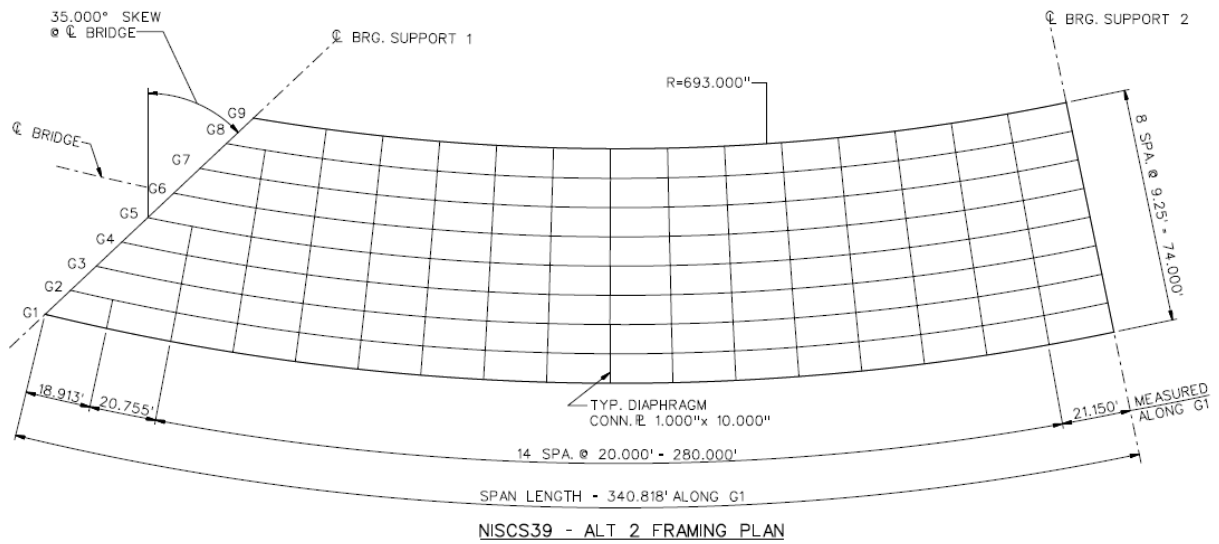 35.000° SKEW
@ ℄ BRIDGE
℄ BRG. SUPPORT 1
℄ BRG. SUPPORT 2
R=693.000"
℄ BRIDGE
G9
G8
G7
G6
G5
G4
G3
G2
G1
8 SPA. @ 9.25' = 74.000'
18.913'
20.755'
TYP. DIAPHRAGM
CONN. ⅊ 1.000"x 10.000"
21.150'
MEASURED
ALONG G1
14 SPA. @ 20.000' - 280.000'
SPAN LENGTH - 340.818' ALONG G1
NISCS39 - ALT 2 FRAMING PLAN